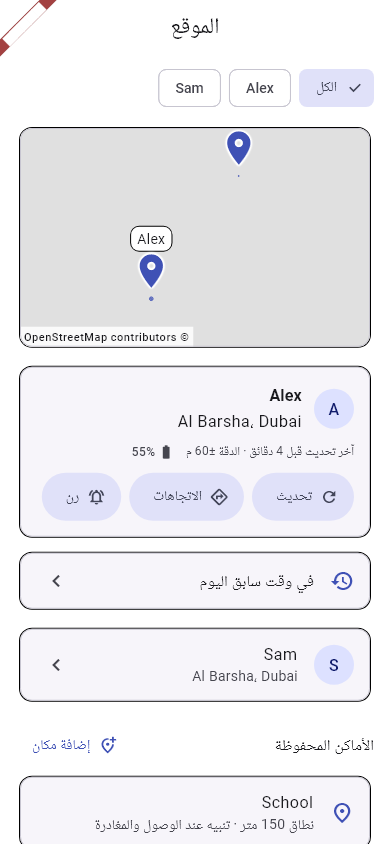 الموقع
الكل
Alex
Sam
Alex
OpenStreetMap contributors ©
A
Alex
Al Barsha, Dubai
آخر تحديث قبل 4 دقائق · الدقة ±60 م
55%
تحديث
الاتجاهات
رن
في وقت سابق اليوم
S
Sam
Al Barsha, Dubai
الأماكن المحفوظة
إضافة مكان
School
نطاق 150 متر · تنبيه عند الوصول والمغادرة